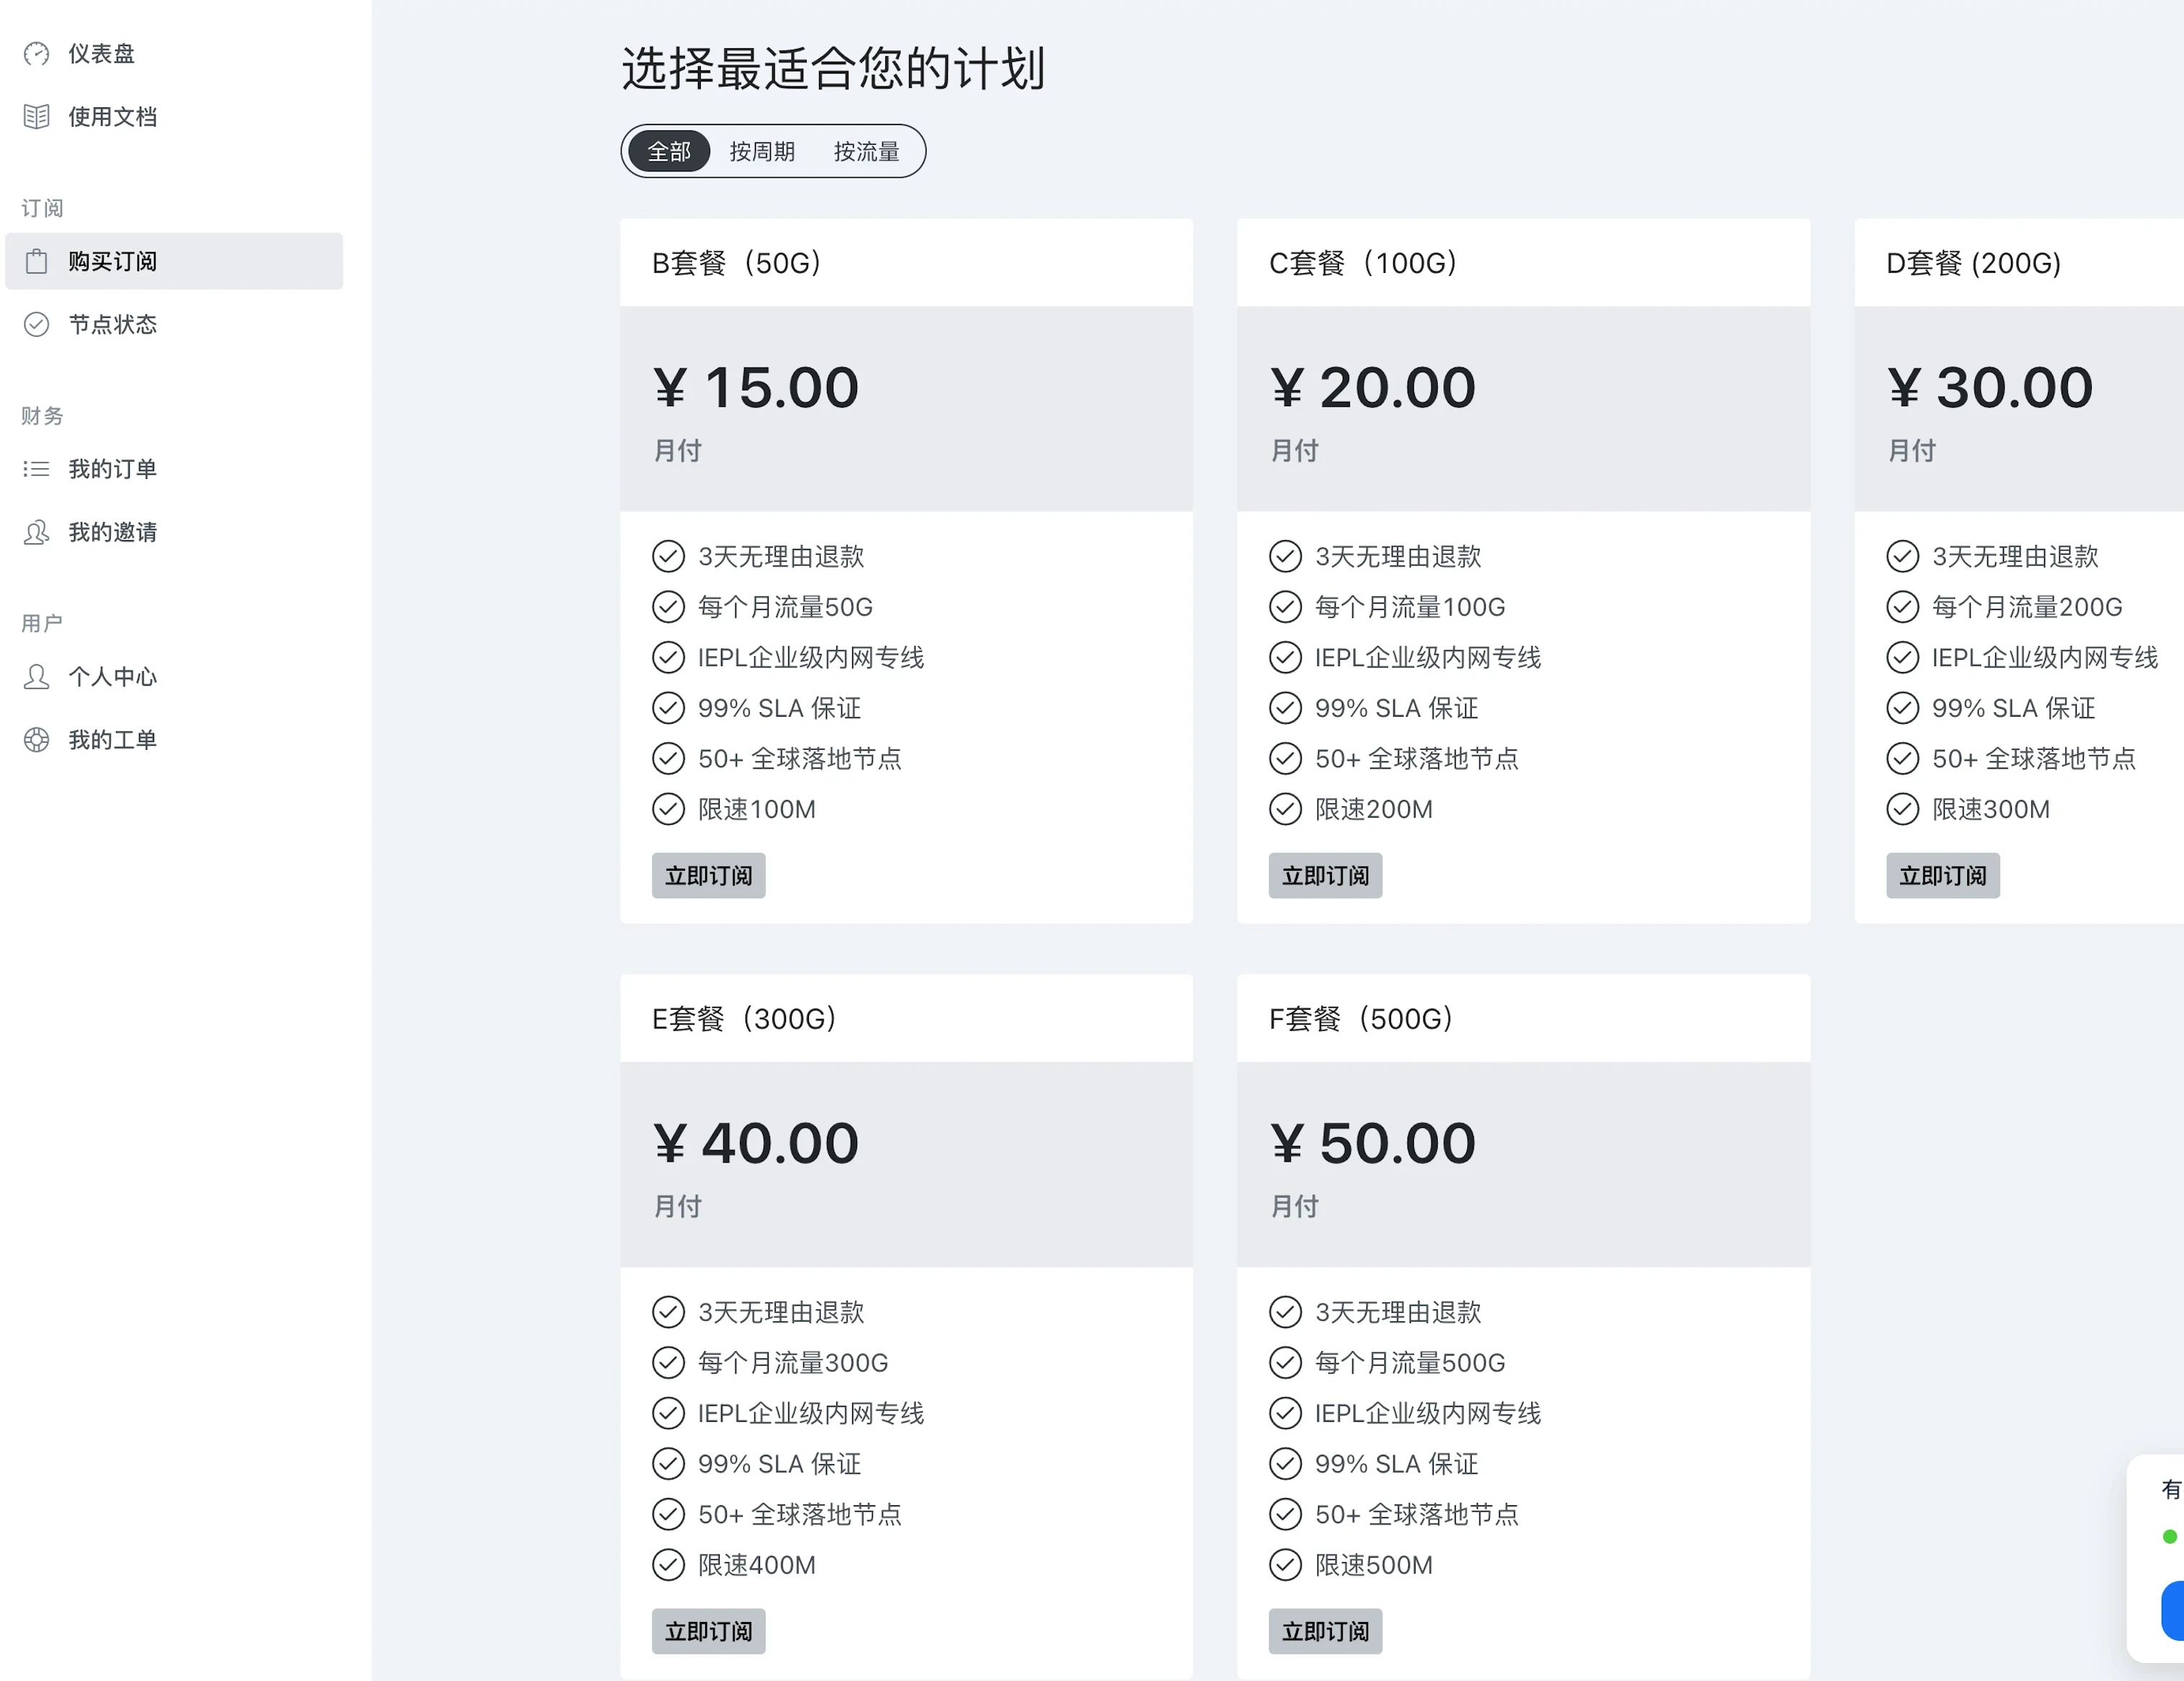 仪表盘
使用文档
订阅
购买订阅
节点状态
财务
我的订单
我的邀请
用户
个人中心
我的工单
选择最适合您的计划
全部 按周期 按流量
B套餐（50G）
¥ 15.00
月付
3天无理由退款
每个月流量50G
IEPL企业级内网专线
99% SLA 保证
50+ 全球落地节点
限速100M
立即订阅
C套餐（100G）
¥ 20.00
月付
3天无理由退款
每个月流量100G
IEPL企业级内网专线
99% SLA 保证
50+ 全球落地节点
限速200M
立即订阅
D套餐 (200G)
¥ 30.00
月付
3天无理由退款
每个月流量200G
IEPL企业级内网专线
99% SLA 保证
50+ 全球落地节点
限速300M
立即订阅
E套餐（300G）
¥ 40.00
月付
3天无理由退款
每个月流量300G
IEPL企业级内网专线
99% SLA 保证
50+ 全球落地节点
限速400M
立即订阅
F套餐（500G）
¥ 50.00
月付
3天无理由退款
每个月流量500G
IEPL企业级内网专线
99% SLA 保证
50+ 全球落地节点
限速500M
立即订阅
有